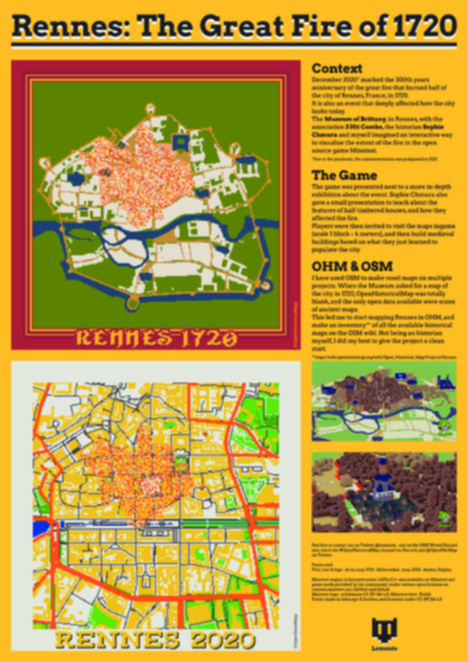 Rennes: The Great Fire of 1720
Context
December 2020* marked the 300th years
anniversary of the great fire that burned half of
the city of Rennes, France, in 1720.
It is also an event that deeply affected how the city
looks today.
The Museum of Brittany, in Rennes, with the
association 3 Hit Combo, the historian Sophie
Chmura and myself imagined an interactive way
to visualise the extent of the fire in the open
source game Minetest.
*Due to the pandemic, the commemoration was postponed to 2021
The Game
The game was presented next to a more in-depth
exhibition about the event. Sophie Chmura also
gave a small presentation to teach about the
features of half-timbered houses, and how they
affected the fire.
Players were then invited to visit the maps ingame
(scale 1 block = 4 meters), and then build medieval
buildings based on what they just learned to
populate the city.
OHM & OSM
I have used OSM to make voxel maps on multiple
projects. When the Museum asked for a map of
the city in 1720, OpenHistoricalMap was totally
blank, and the only open data available were scans
of ancient maps.
This led me to start mapping Rennes in OHM, and
make an inventory** of all the available historical
maps on the OSM wiki. Not being an historian
myself, I did my best to give the project a clean
start.
RENNES 1720
RENNES 2020
Lemente